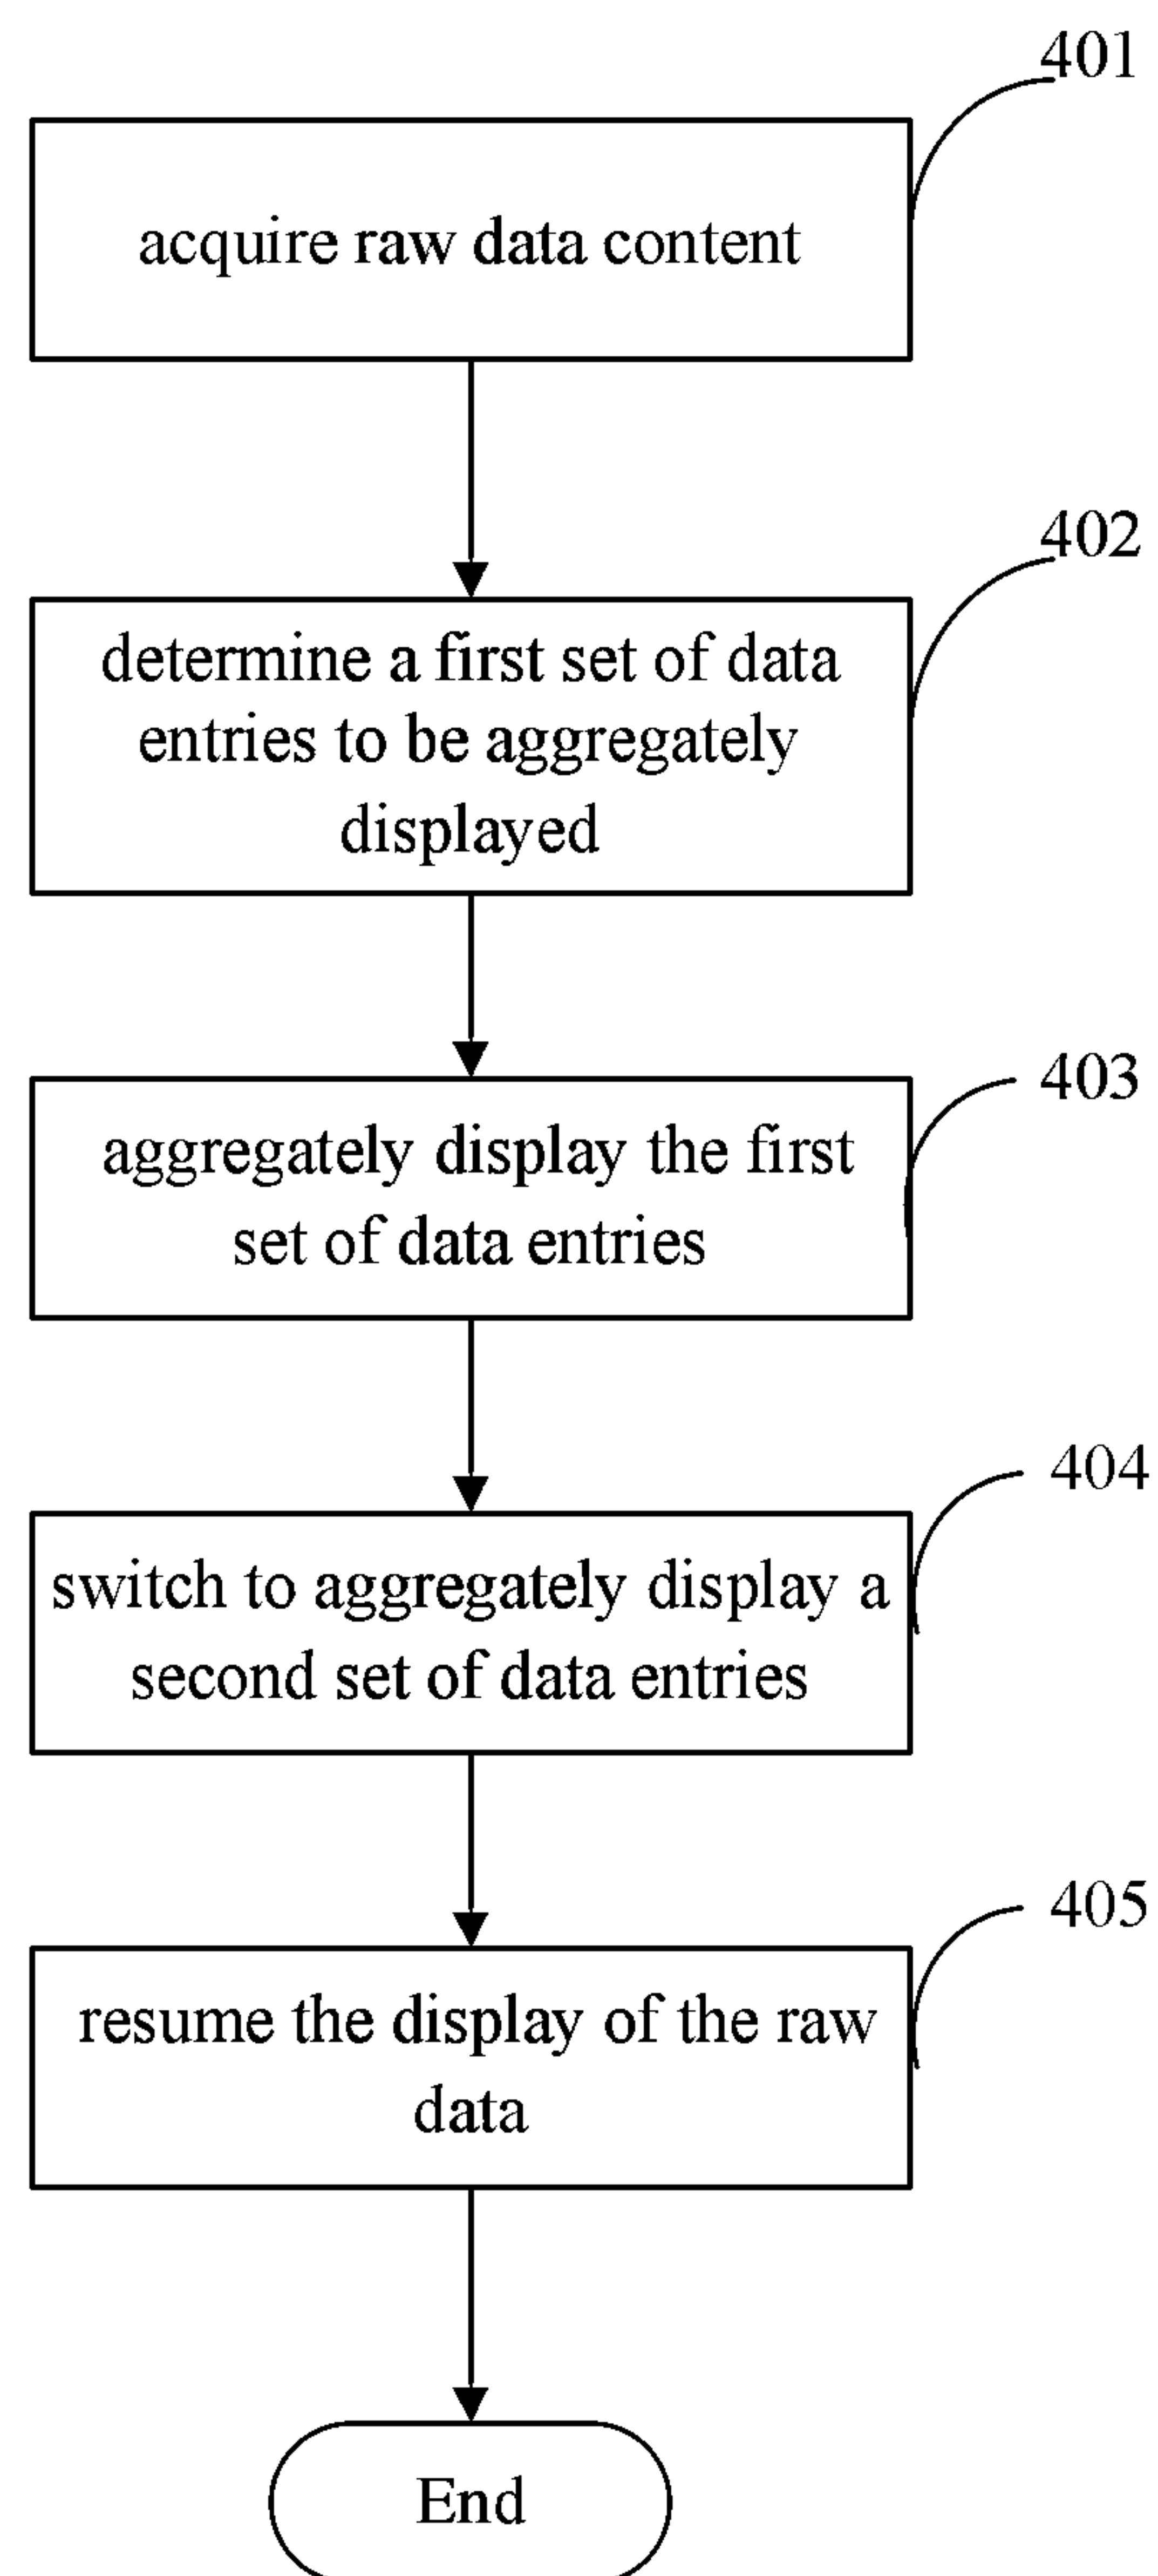 401
acquire raw data content
402
determine a first set of data
entries to be aggregately
displayed
403
aggregately display the first
set of data entries
404
switch to aggregately display a
second set of data entries
405
resume the display of the raw
data
End